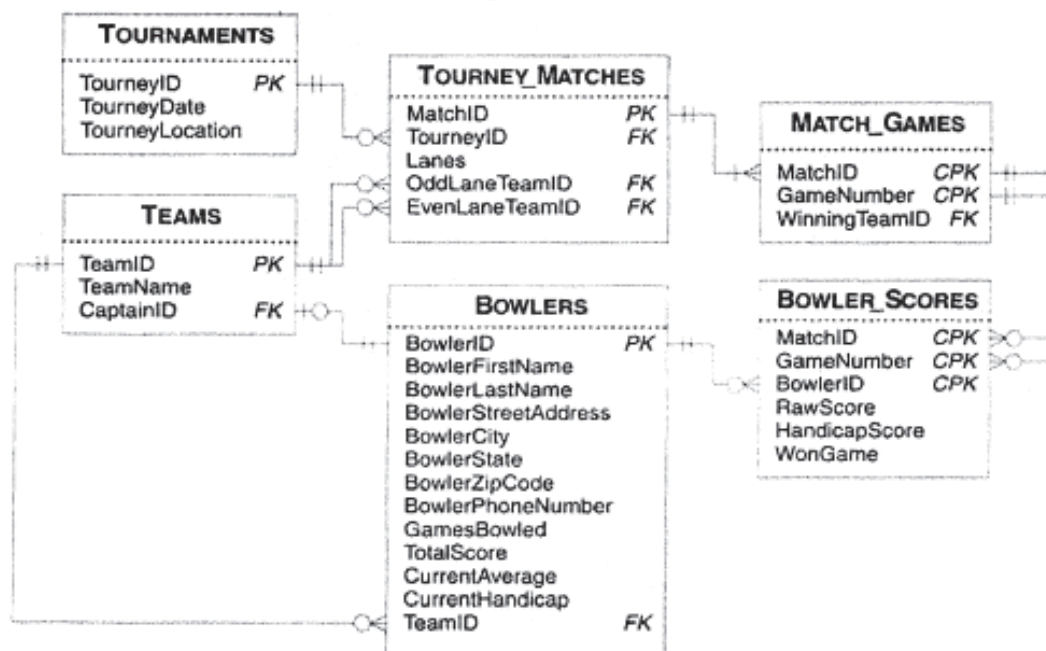 TOURNAMENTS
TourneyID PK
TourneyDate
TourneyLocation
TOURNEY_MATCHES
MatchID PK
TourneyID FK
Lanes
OddLaneTeamID FK
EvenLaneTeamID FK
MATCH_GAMES
MatchID CPK
GameNumber CPK
WinningTeamID FK
TEAMS
TeamID PK
TeamName
CaptainID FK
BOWLERS
BowlerID PK
BowlerFirstName
BowlerLastName
BowlerStreetAddress
BowlerCity
BowlerState
BowlerZipCode
BowlerPhoneNumber
GamesBowled
TotalScore
CurrentAverage
CurrentHandicap
TeamID FK
BOWLER_SCORES
MatchID CPK
GameNumber CPK
BowlerID CPK
RawScore
HandicapScore
WonGame